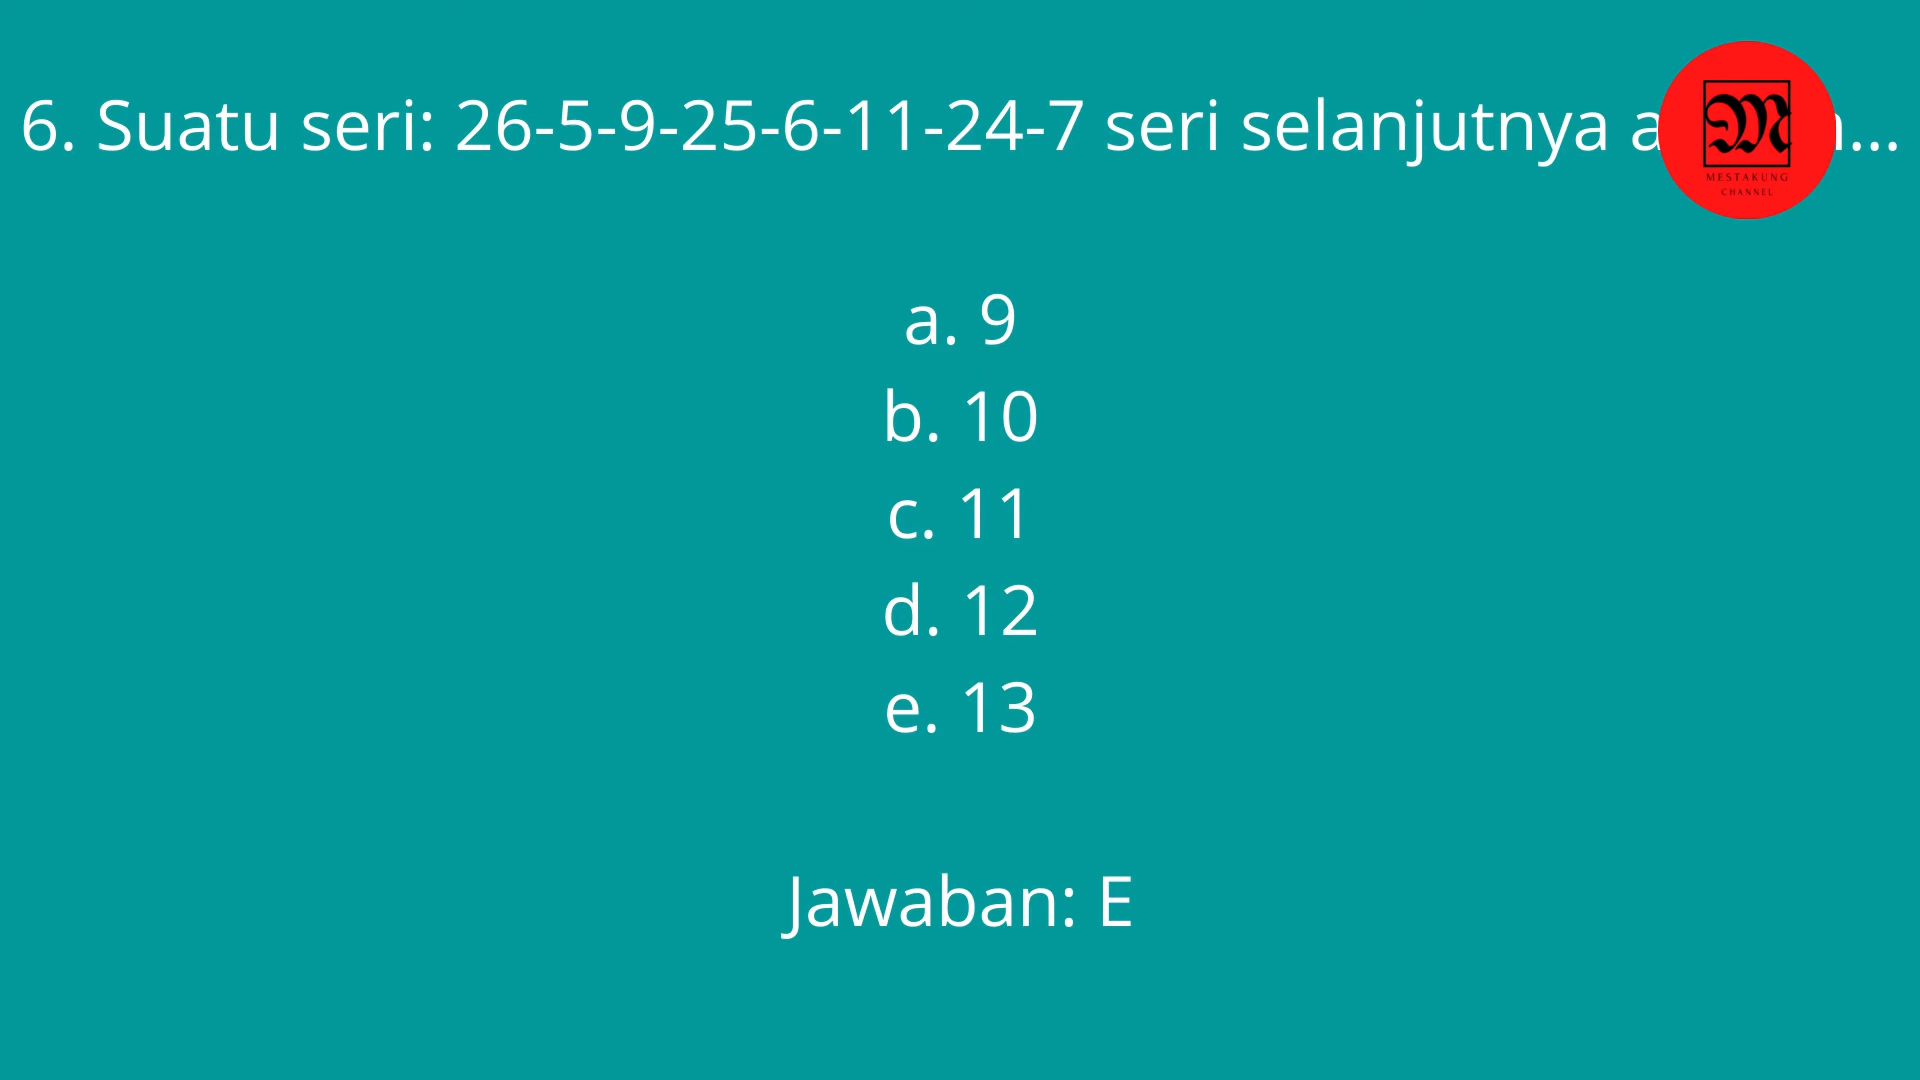 6. Suatu seri: 26-5-9-25-6-11-24-7 seri selanjutnya a...
MESTAKUNG
CHANNEL
a. 9
b. 10
c. 11
d. 12
e. 13
Jawaban: E